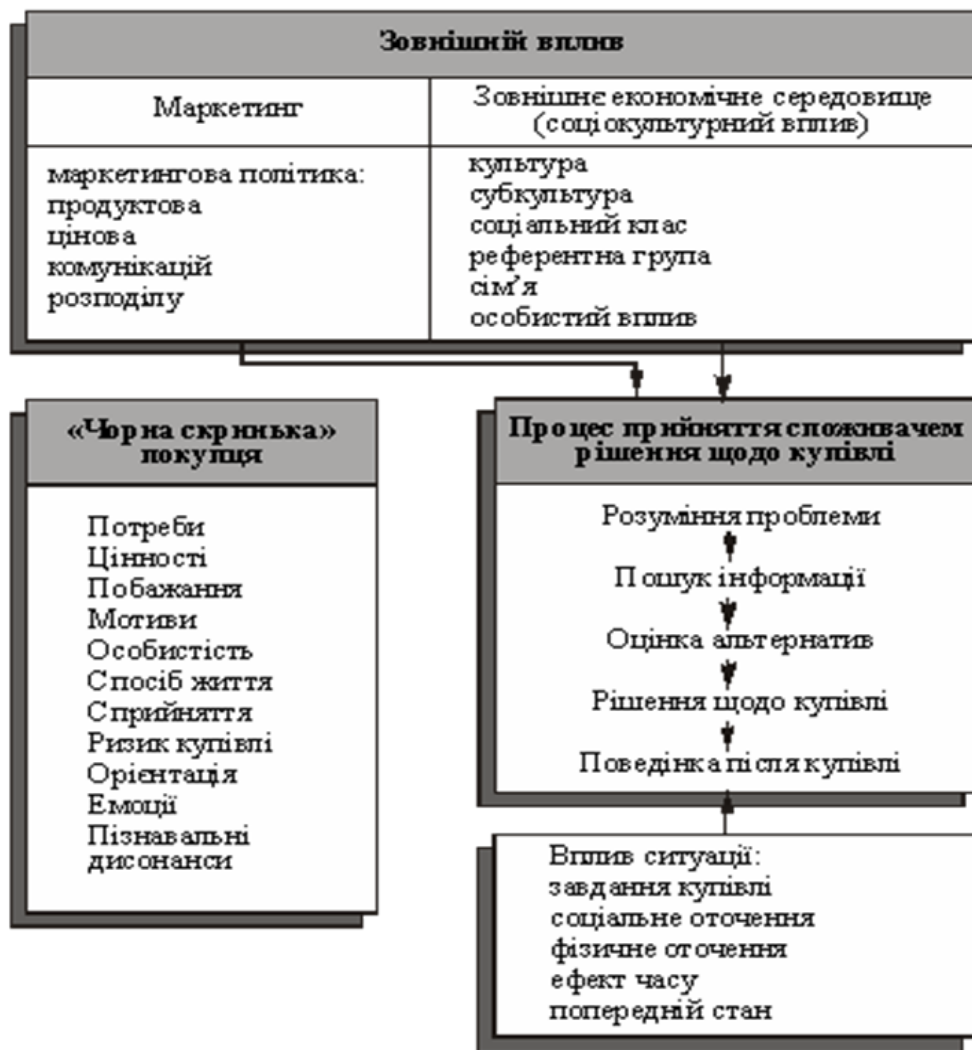 Зовнішній вплив
Маркетинг
Зовнішнє економічне середовище
(соціокультурний вплив)
маркетингова політика:
продуктова
цінова
комунікацій
розподілу
культура
субкультура
соціальний клас
референтна група
сім’я
особистий вплив
«Чорна скринька»
покупця
Потреби
Цінності
Побажання
Мотиви
Особистість
Спосіб життя
Сприйняття
Ризик купівлі
Орієнтація
Емоції
Пізнавальні
дисонанси
Процес прийняття споживачем
рішення щодо купівлі
Розуміння проблеми
Пошук інформації
Оцінка альтернатив
Рішення щодо купівлі
Поведінка після купівлі
Вплив ситуації:
завдання купівлі
соціальне оточення
фізичне оточення
ефект часу
попередній стан